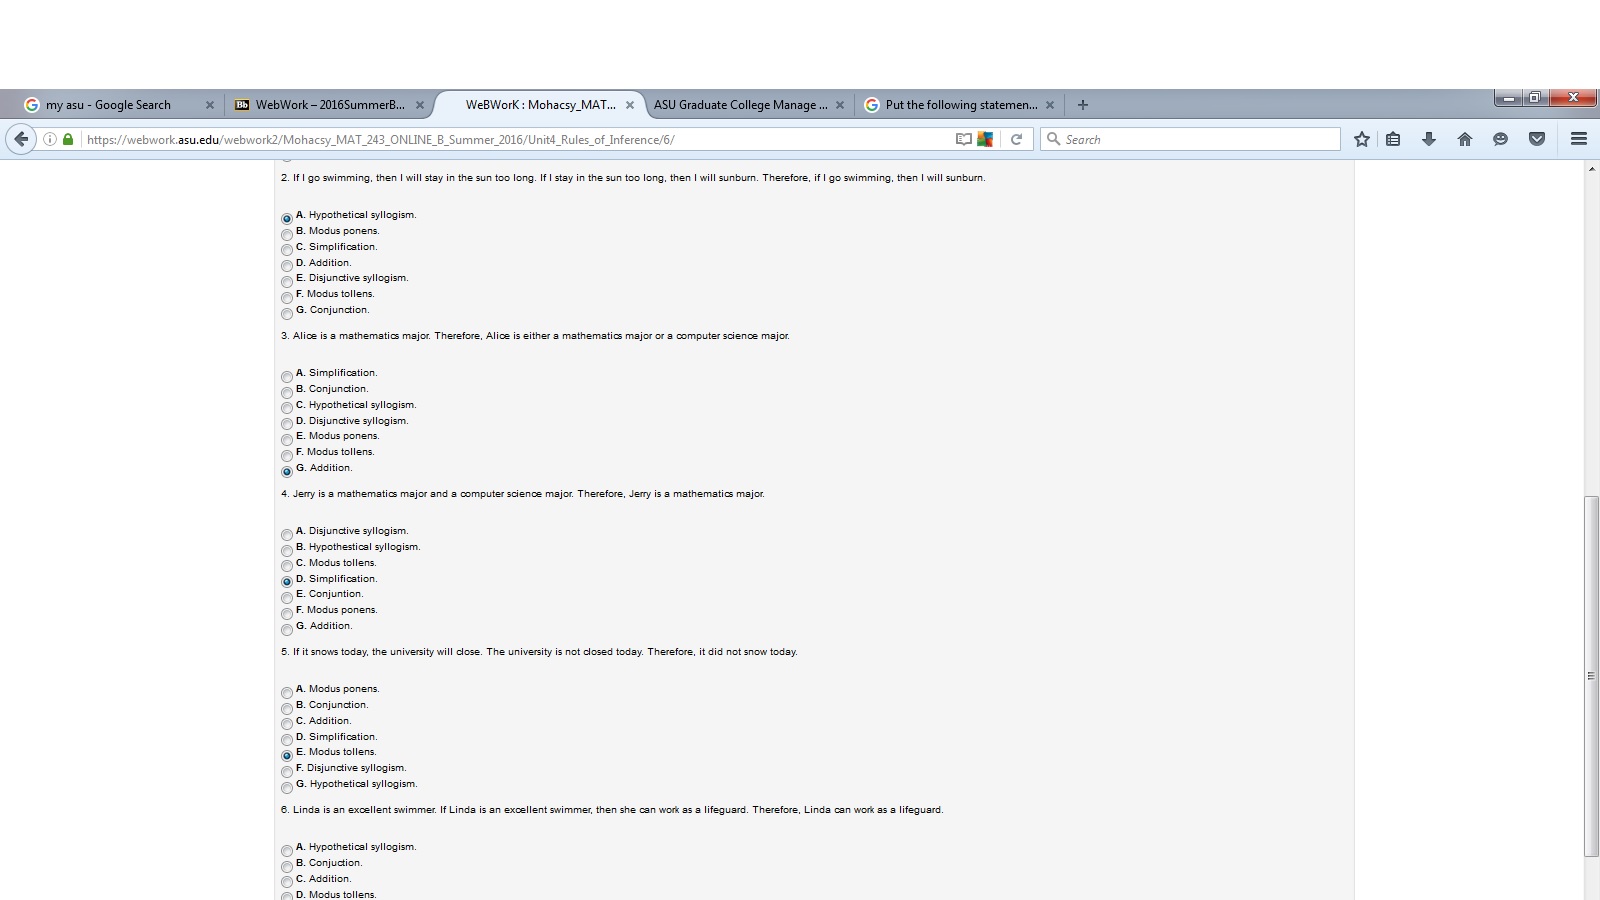 my asu - Google Search
WebWork – 2016SummerB...
WeBWorK : Mohacsy_MAT...
ASU Graduate College Manage ...
Put the following statemen...
https://webwork.asu.edu/webwork2/Mohacsy_MAT_243_ONLINE_B_Summer_2016/Unit4_Rules_of_Inference/6/
Search
2. If I go swimming, then I will stay in the sun too long. If I stay in the sun too long, then I will sunburn. Therefore, if I go swimming, then I will sunburn.
A. Hypothetical syllogism.
B. Modus ponens.
C. Simplification.
D. Addition.
E. Disjunctive syllogism.
F. Modus tollens.
G. Conjunction.
3. Alice is a mathematics major. Therefore, Alice is either a mathematics major or a computer science major.
A. Simplification.
B. Conjunction.
C. Hypothetical syllogism.
D. Disjunctive syllogism.
E. Modus ponens.
F. Modus tollens.
G. Addition.
4. Jerry is a mathematics major and a computer science major. Therefore, Jerry is a mathematics major.
A. Disjunctive syllogism.
B. Hypothestical syllogism.
C. Modus tollens.
D. Simplification.
E. Conjuntion.
F. Modus ponens.
G. Addition.
5. If it snows today, the university will close. The university is not closed today. Therefore, it did not snow today.
A. Modus ponens.
B. Conjunction.
C. Addition.
D. Simplification.
E. Modus tollens.
F. Disjunctive syllogism.
G. Hypothetical syllogism.
6. Linda is an excellent swimmer. If Linda is an excellent swimmer, then she can work as a lifeguard. Therefore, Linda can work as a lifeguard.
A. Hypothetical syllogism.
B. Conjuction.
C. Addition.
D. Modus tollens.